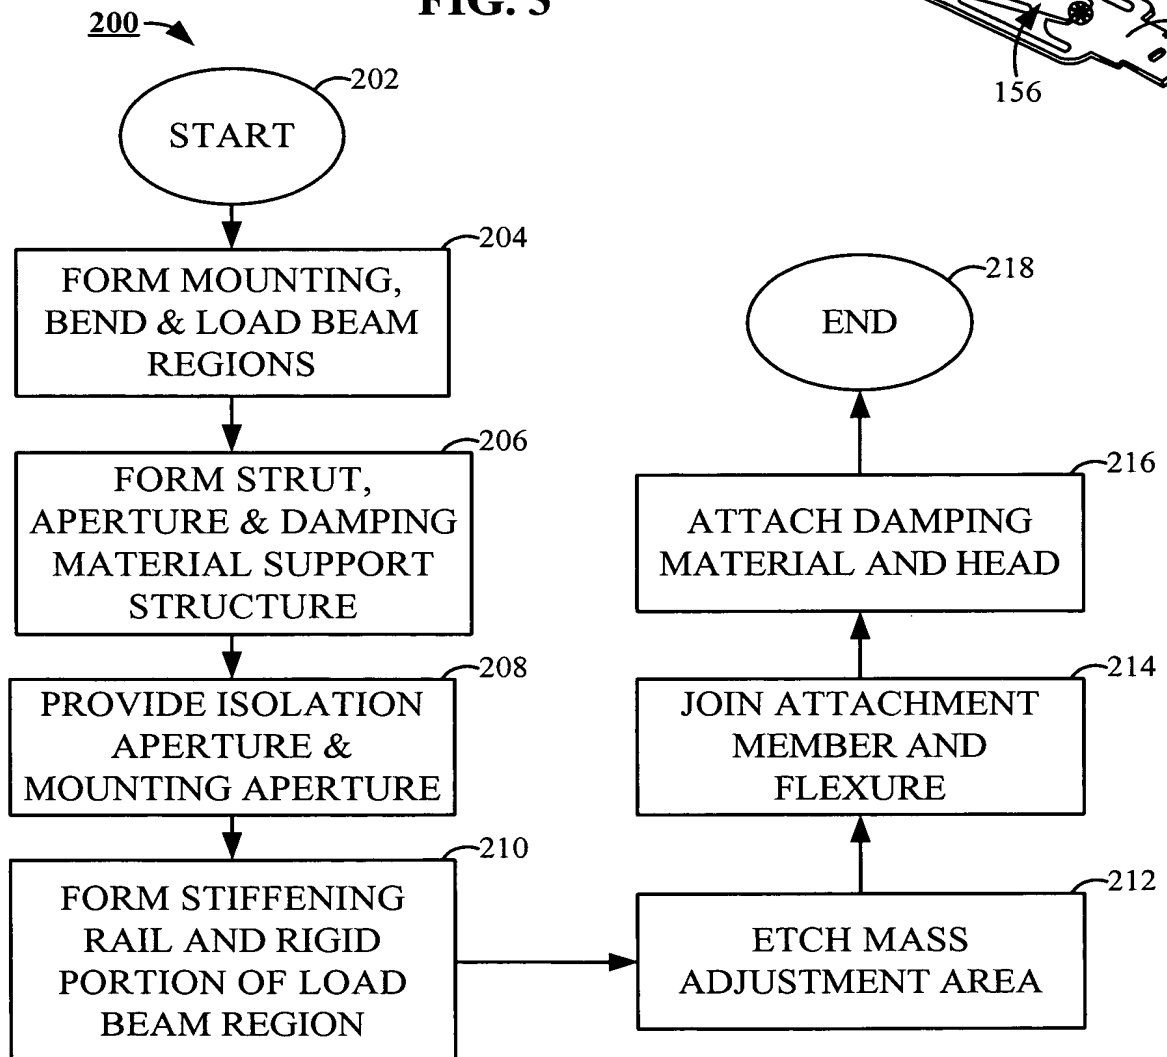 FIG. 5
200
156
202
START
204
FORM MOUNTING,
BEND & LOAD BEAM
REGIONS
206
FORM STRUT,
APERTURE & DAMPING
MATERIAL SUPPORT
STRUCTURE
208
PROVIDE ISOLATION
APERTURE &
MOUNTING APERTURE
210
FORM STIFFENING
RAIL AND RIGID
PORTION OF LOAD
BEAM REGION
212
ETCH MASS
ADJUSTMENT AREA
214
JOIN ATTACHMENT
MEMBER AND
FLEXURE
216
ATTACH DAMPING
MATERIAL AND HEAD
218
END